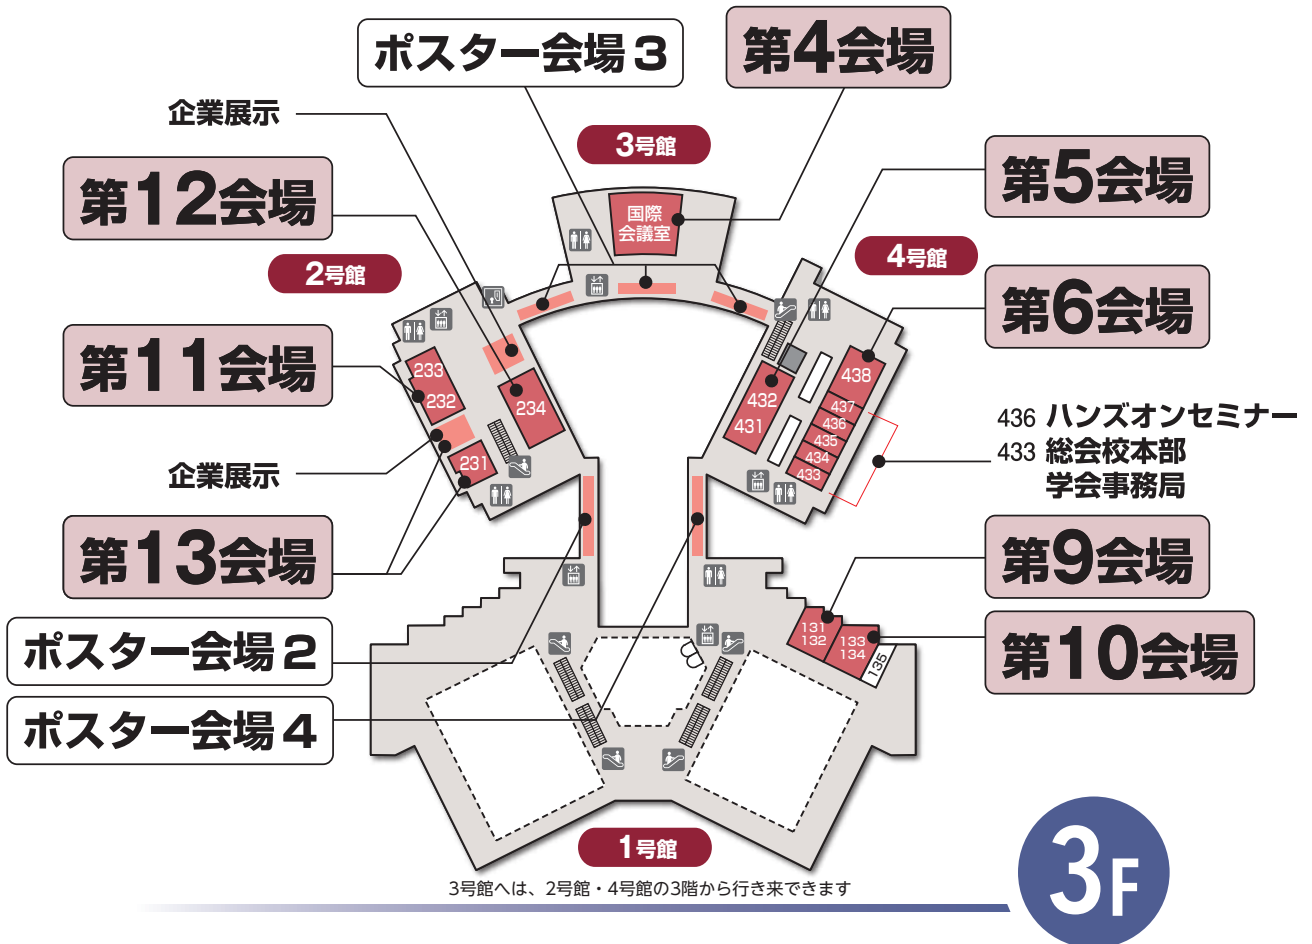 ポスター会場3
第4会場
企業展示
3号館
第5会場
第12会場
国際
会議室
4号館
2号館
第6会場
第11会場
233
232
234
438
432
431
437
436
435
434
433
436 ハンズオンセミナー
433 総会校本部
学会事務局
231
企業展示
第13会場
第9会場
131
132
133
134
135
第10会場
ポスター会場2
ポスター会場4
1号館
3号館へは、2号館・4号館の3階から行き来できます
3F